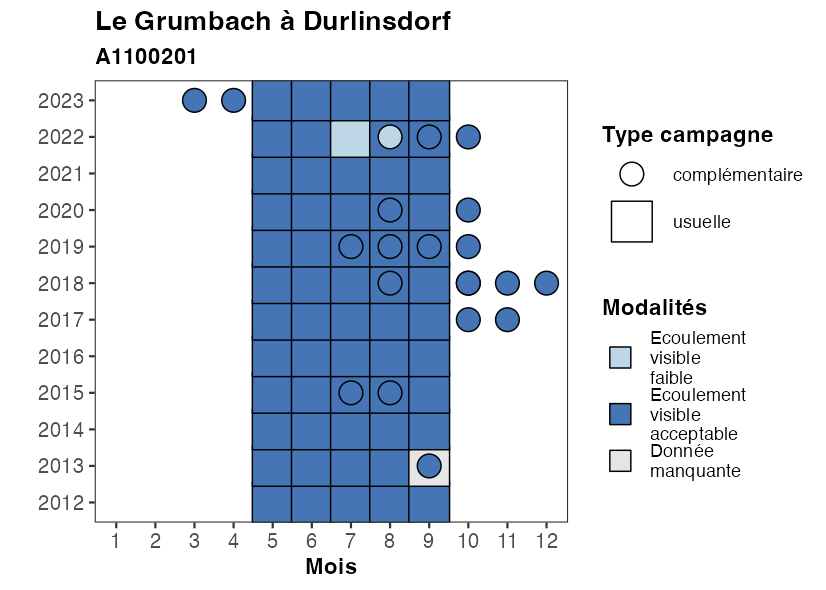 Le Grumbach à Durlinsdorf
A1100201
2023
2022
2021
2020
2019
2018
2017
2016
2015
2014
2013
2012
1 2 3 4 5 6 7 8 9 10 11 12
Mois
Type campagne
complémentaire
usuelle
Modalités
Ecoulement
visible
faible
Ecoulement
visible
acceptable
Donnée
manquante